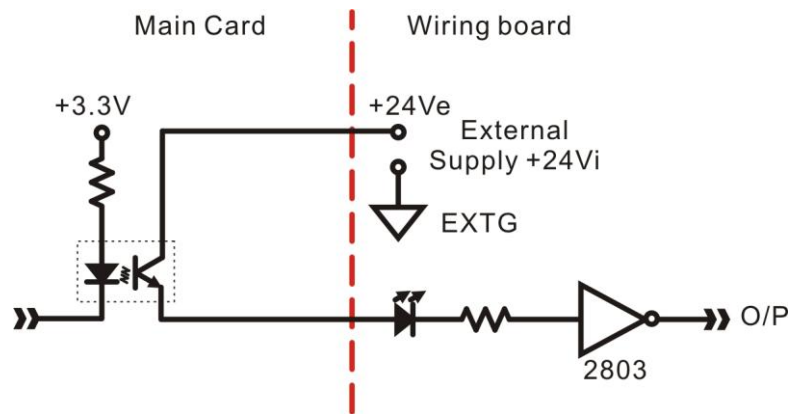 Main Card
Wiring board
+3.3V
+24Ve
External
Supply +24Vi
EXTG
O/P
2803